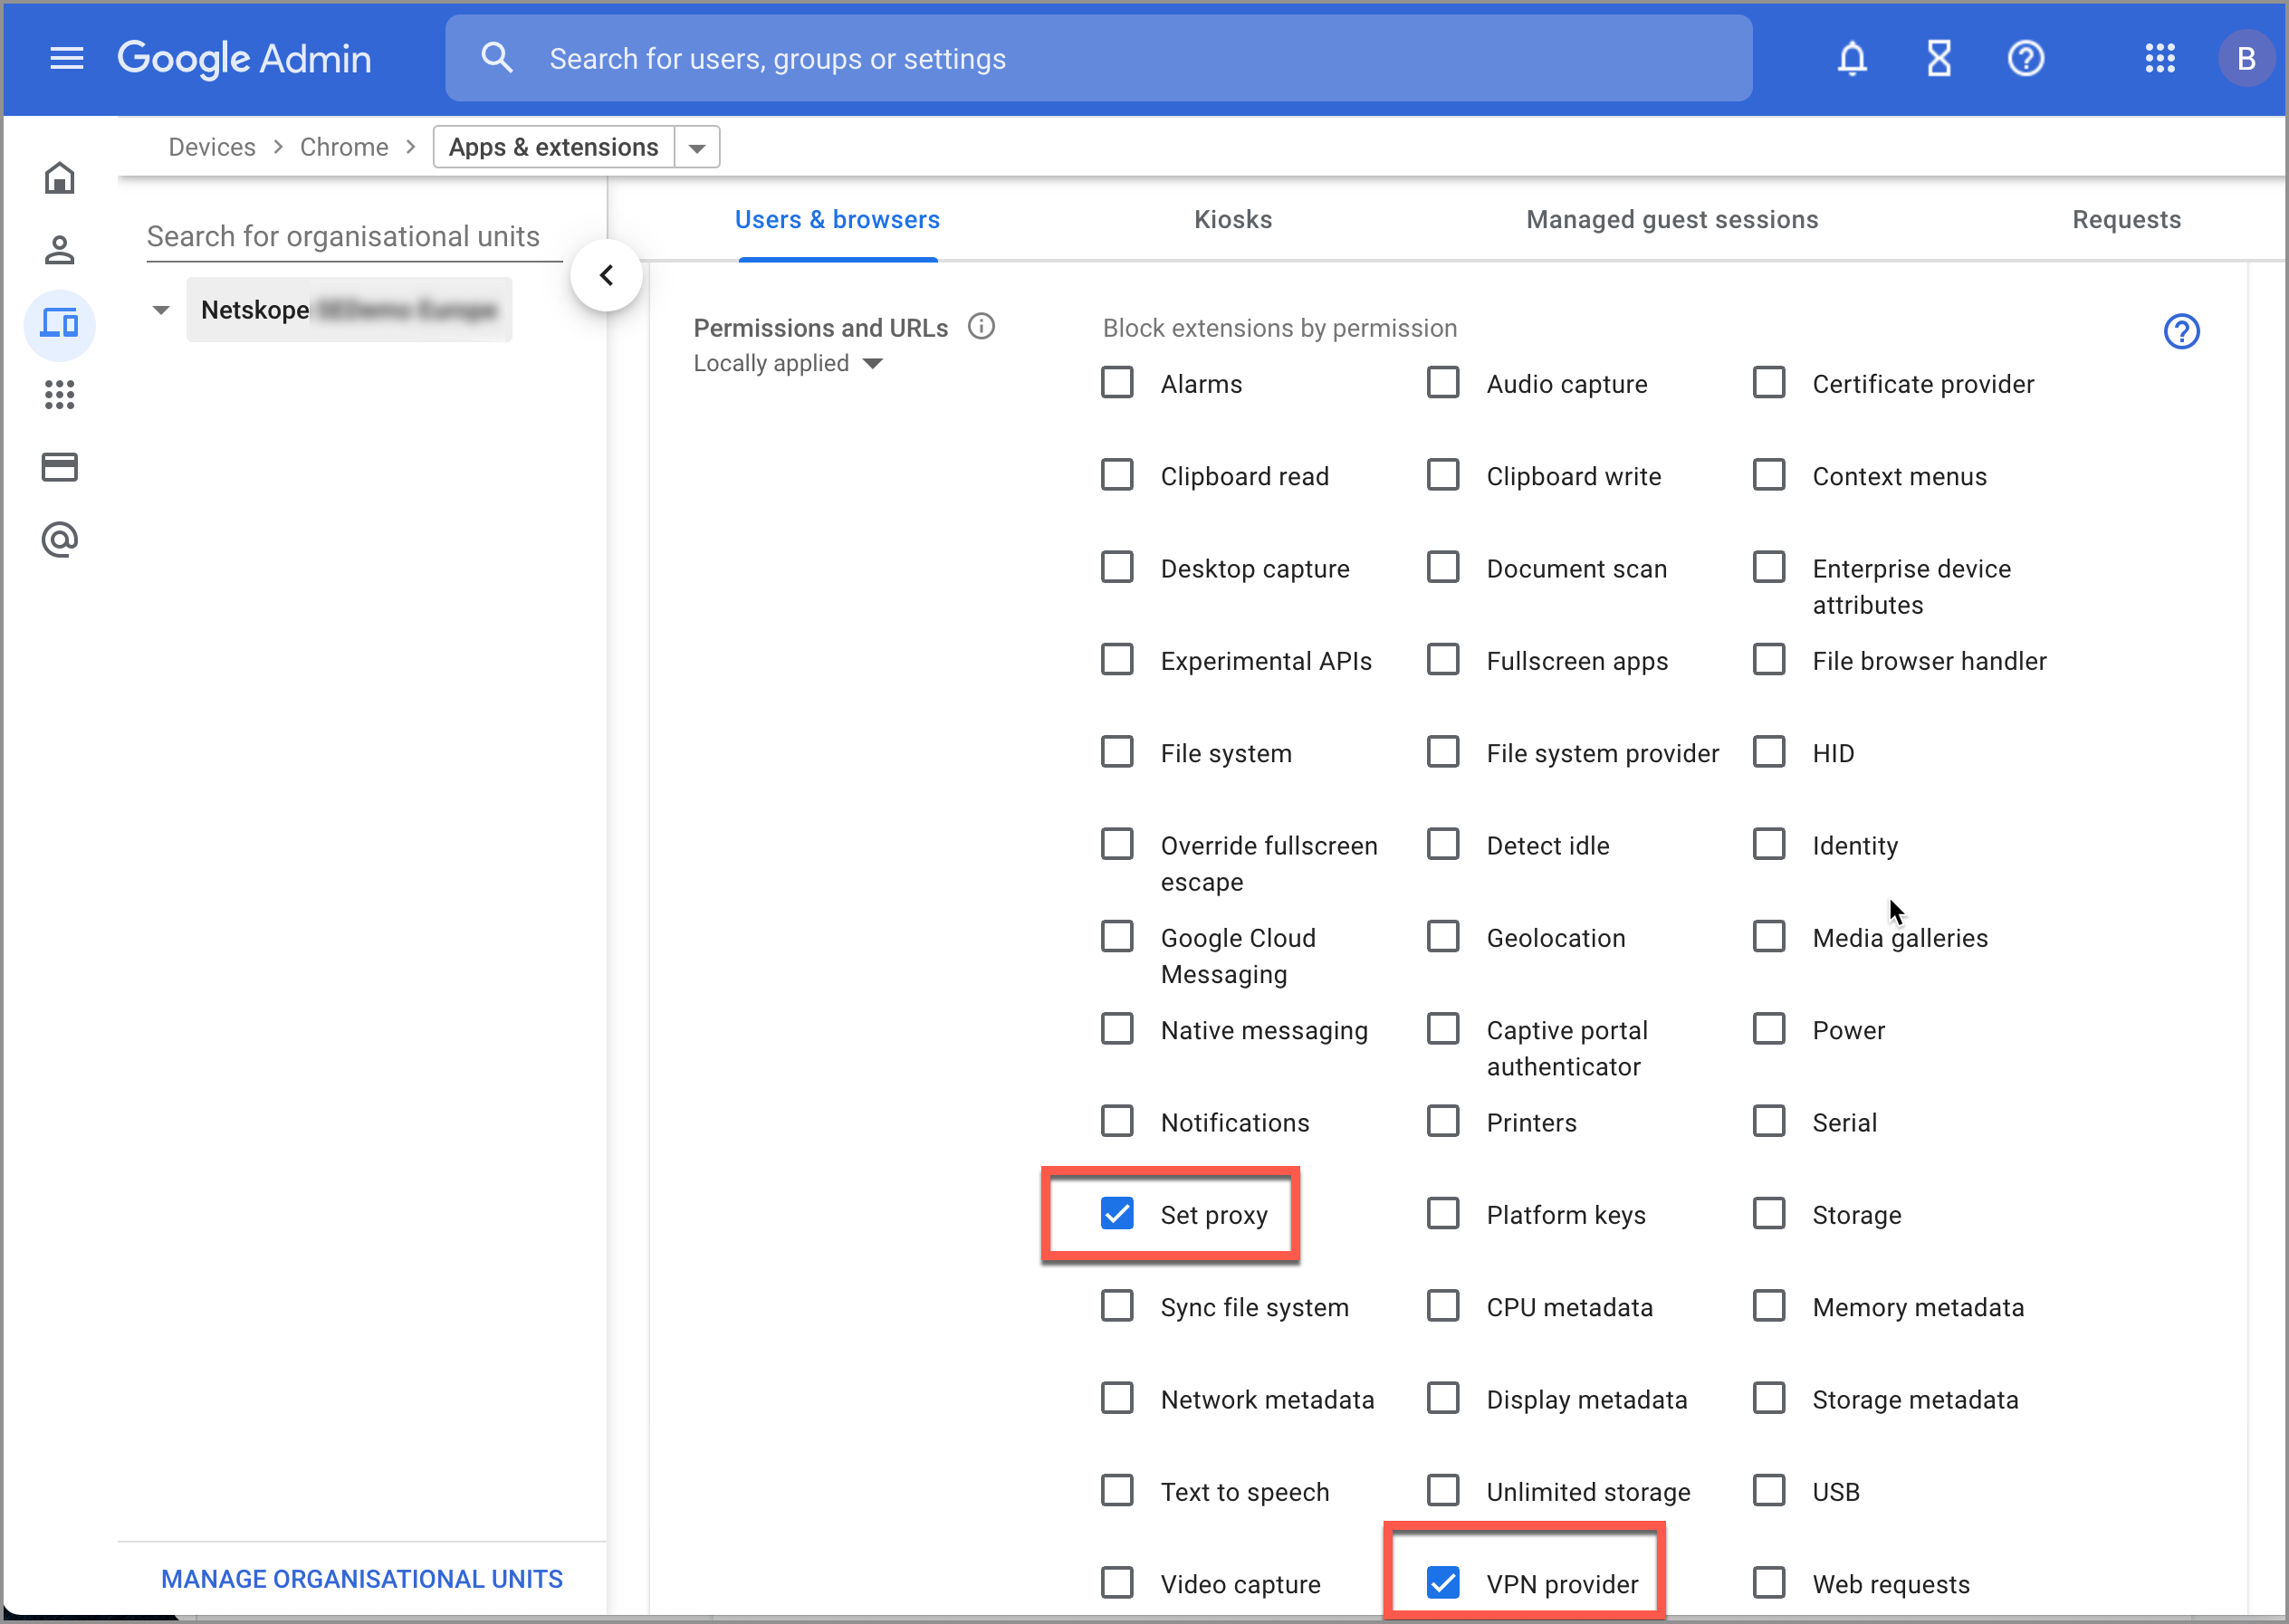 Google Admin
Search for users, groups or settings
B
Devices > Chrome > Apps & extensions
Search for organisational units
Netskope
MANAGE ORGANISATIONAL UNITS
Users & browsers
Kiosks
Managed guest sessions
Requests
Permissions and URLs
Locally applied
Block extensions by permission
Alarms
Audio capture
Certificate provider
Clipboard read
Clipboard write
Context menus
Desktop capture
Document scan
Enterprise device
attributes
Experimental APIs
Fullscreen apps
File browser handler
File system
File system provider
HID
Override fullscreen
escape
Detect idle
Identity
Google Cloud
Messaging
Geolocation
Media galleries
Native messaging
Captive portal
authenticator
Power
Notifications
Printers
Serial
Set proxy
Platform keys
Storage
Sync file system
CPU metadata
Memory metadata
Network metadata
Display metadata
Storage metadata
Text to speech
Unlimited storage
USB
Video capture
VPN provider
Web requests